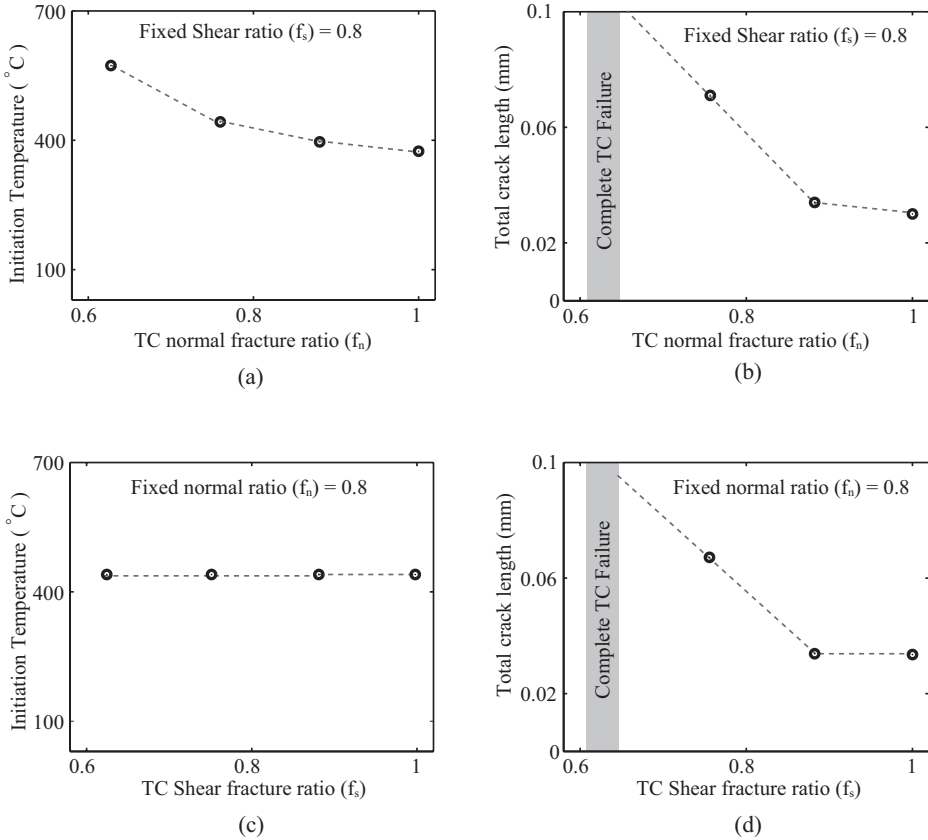 700
400
100
Initiation Temperature ( °C)
Fixed Shear ratio (fs) = 0.8
0.6 0.8 1
TC normal fracture ratio (fn)
(a)
0.1
0.06
0.02
0
Total crack length (mm)
Complete TC Failure
Fixed Shear ratio (fs) = 0.8
0.6 0.8 1
TC normal fracture ratio (fn)
(b)
700
400
100
Initiation Temperature ( °C)
Fixed normal ratio (fn) = 0.8
0.6 0.8 1
TC Shear fracture ratio (fs)
(c)
0.1
0.06
0.02
0
Total crack length (mm)
Complete TC Failure
Fixed normal ratio (fn) = 0.8
0.6 0.8 1
TC Shear fracture ratio (fs)
(d)